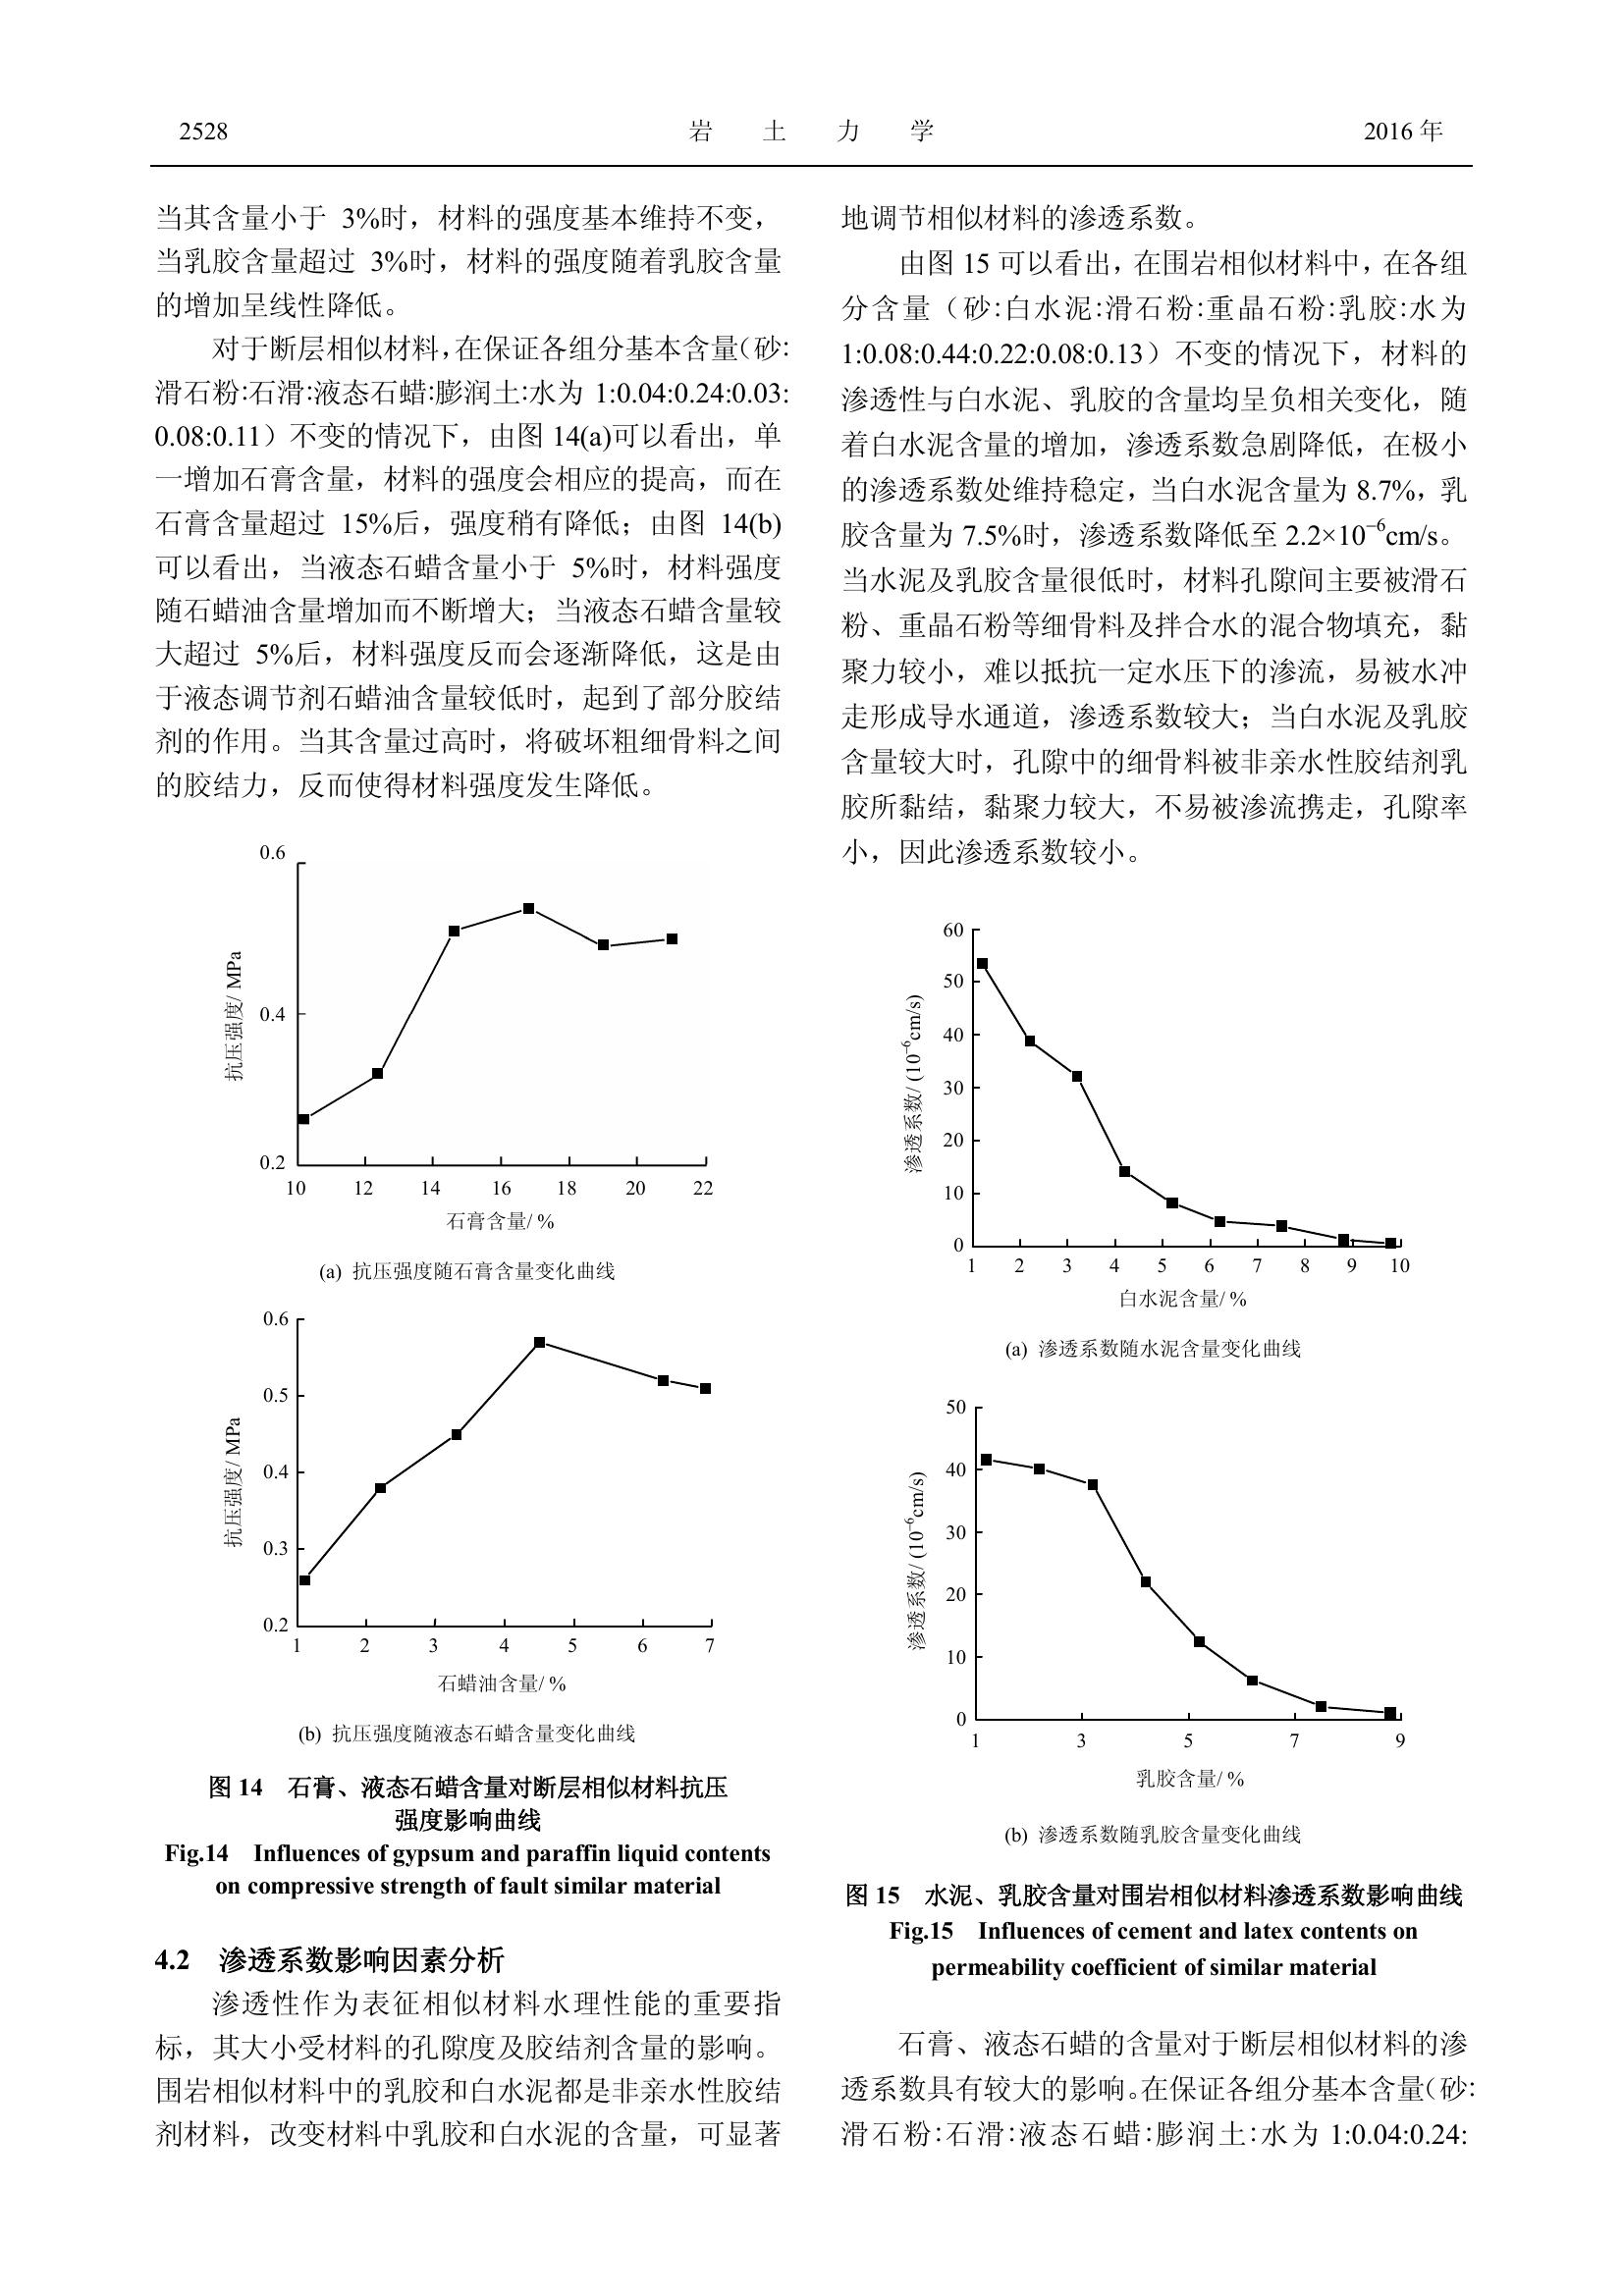 2528
岩 土 力 学
2016 年
当其含量小于 3%时，材料的强度基本维持不变，
当乳胶含量超过 3%时，材料的强度随着乳胶含量
的增加呈线性降低。
对于断层相似材料，在保证各组分基本含量（砂:
滑石粉:石滑:液态石蜡:膨润土:水为 1:0.04:0.24:0.03:
0.08:0.11）不变的情况下，由图 14(a)可以看出，单
一增加石膏含量，材料的强度会相应的提高，而在
石膏含量超过 15%后，强度稍有降低；由图 14(b)
可以看出，当液态石蜡含量小于 5%时，材料强度
随石蜡油含量增加而不断增大；当液态石蜡含量较
大超过 5%后，材料强度反而会逐渐降低，这是由
于液态调节剂石蜡油含量较低时，起到了部分胶结
剂的作用。当其含量过高时，将破坏粗细骨料之间
的胶结力，反而使得材料强度发生降低。
0.6
0.4
0.2
抗压强度/ MPa
10 12 14 16 18 20 22
石膏含量/ %
(a) 抗压强度随石膏含量变化曲线
0.6
0.5
0.4
0.3
0.2
抗压强度/ MPa
1 2 3 4 5 6 7
石蜡油含量/ %
(b) 抗压强度随液态石蜡含量变化曲线
图 14 石膏、液态石蜡含量对断层相似材料抗压
强度影响曲线
Fig.14 Influences of gypsum and paraffin liquid contents
on compressive strength of fault similar material
4.2 渗透系数影响因素分析
渗透性作为表征相似材料水理性能的重要指
标，其大小受材料的孔隙度及胶结剂含量的影响。
围岩相似材料中的乳胶和白水泥都是非亲水性胶结
剂材料，改变材料中乳胶和白水泥的含量，可显著
地调节相似材料的渗透系数。
由图 15 可以看出，在围岩相似材料中，在各组
分含量（砂:白水泥:滑石粉:重晶石粉:乳胶:水为
1:0.08:0.44:0.22:0.08:0.13）不变的情况下，材料的
渗透性与白水泥、乳胶的含量均呈负相关变化，随
着白水泥含量的增加，渗透系数急剧降低，在极小
的渗透系数处维持稳定，当白水泥含量为 8.7%，乳
胶含量为 7.5%时，渗透系数降低至 2.2×10⁻⁶cm/s。
当水泥及乳胶含量很低时，材料孔隙间主要被滑石
粉、重晶石粉等细骨料及拌合水的混合物填充，黏
聚力较小，难以抵抗一定水压下的渗流，易被水冲
走形成导水通道，渗透系数较大；当白水泥及乳胶
含量较大时，孔隙中的细骨料被非亲水性胶结剂乳
胶所黏结，黏聚力较大，不易被渗流携走，孔隙率
小，因此渗透系数较小。
60
50
40
30
20
10
0
渗透系数/ (10⁻⁶cm/s)
1 2 3 4 5 6 7 8 9 10
白水泥含量/ %
(a) 渗透系数随水泥含量变化曲线
50
40
30
20
10
0
渗透系数/ (10⁻⁶cm/s)
1 3 5 7 9
乳胶含量/ %
(b) 渗透系数随乳胶含量变化曲线
图 15 水泥、乳胶含量对围岩相似材料渗透系数影响曲线
Fig.15 Influences of cement and latex contents on
permeability coefficient of similar material
石膏、液态石蜡的含量对于断层相似材料的渗
透系数具有较大的影响。在保证各组分基本含量（砂:
滑石粉:石滑:液态石蜡:膨润土:水为 1:0.04:0.24: